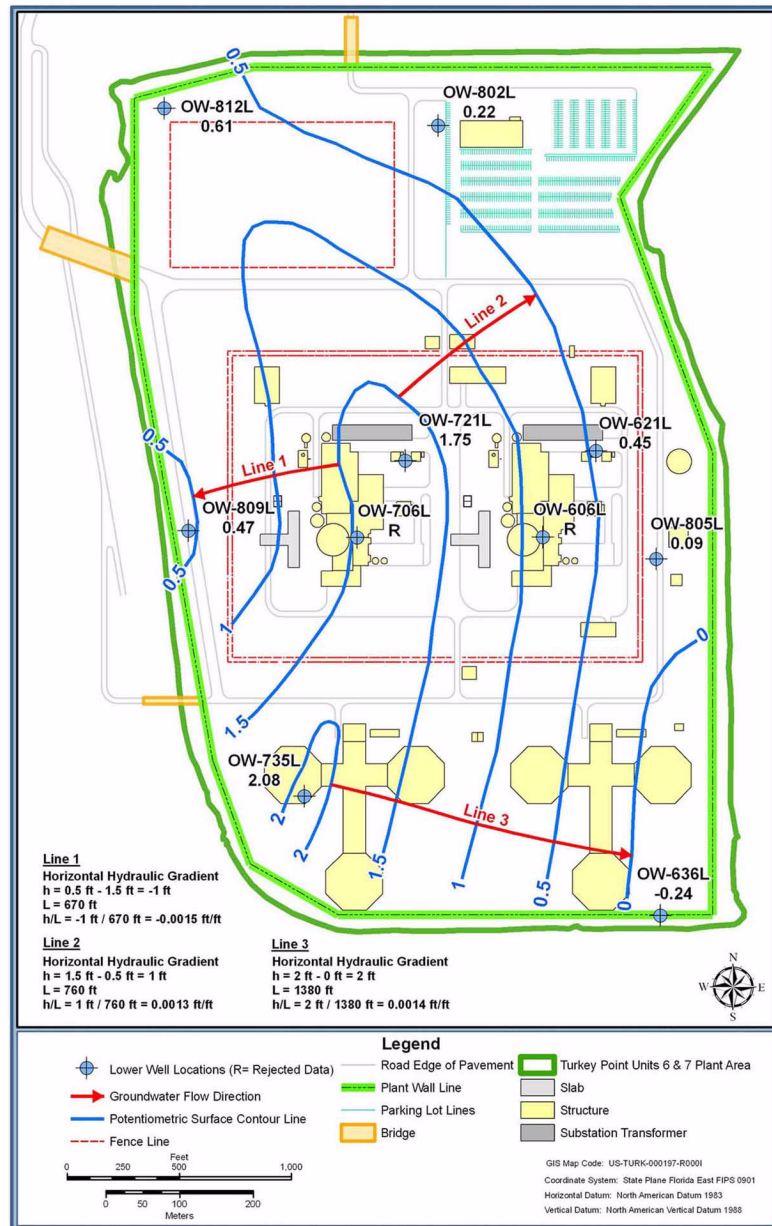 0.5
OW-812L
0.61
OW-802L
0.22
Line 2
0.5
OW-721L
1.75
OW-621L
0.45
Line 1
OW-809L
0.47
OW-706L
R
OW-606L
R
OW-805L
0.09
0.5
1
0
1.5
OW-735L
2.08
2
2
Line 3
1.5
1
0.5
0
OW-636L
-0.24
Line 1
Horizontal Hydraulic Gradient
h = 0.5 ft - 1.5 ft = -1 ft
L = 670 ft
h/L = -1 ft / 670 ft = -0.0015 ft/ft
Line 2
Horizontal Hydraulic Gradient
h = 1.5 ft - 0.5 ft = 1 ft
L = 760 ft
h/L = 1 ft / 760 ft = 0.0013 ft/ft
Line 3
Horizontal Hydraulic Gradient
h = 2 ft - 0 ft = 2 ft
L = 1380 ft
h/L = 2 ft / 1380 ft = 0.0014 ft/ft
N
W E
S
Legend
Lower Well Locations (R= Rejected Data)
Groundwater Flow Direction
Potentiometric Surface Contour Line
Fence Line
Road Edge of Pavement
Plant Wall Line
Parking Lot Lines
Bridge
Turkey Point Units 6 & 7 Plant Area
Slab
Structure
Substation Transformer
Feet
0 250 500 1,000
0 50 100 200
Meters
GIS Map Code: US-TURK-000197-R000I
Coordinate System: State Plane Florida East FIPS 0901
Horizontal Datum: North American Datum 1983
Vertical Datum: North American Vertical Datum 1988